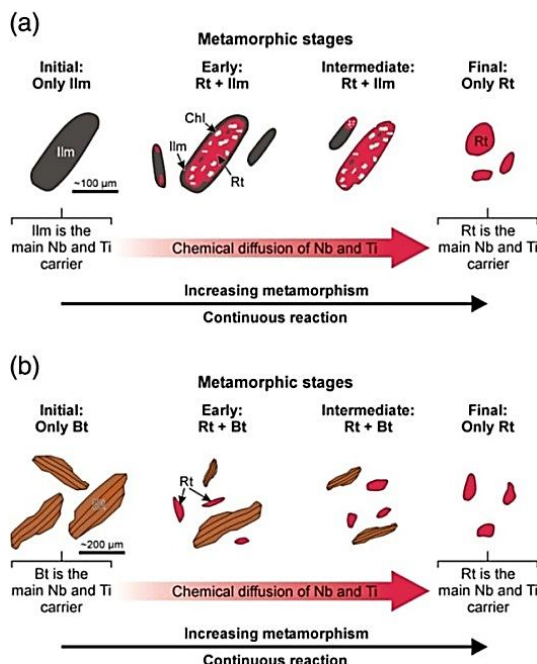 (a)
Metamorphic stages
Initial: Early: Intermediate: Final:
Only Ilm Rt + Ilm Rt + Ilm Only Rt
Chl
Ilm
Ilm
Rt
Rt
~100 µm
Ilm is the
main Nb and Ti
carrier
Chemical diffusion of Nb and Ti
Rt is the
main Nb and Ti
carrier
Increasing metamorphism
Continuous reaction
(b)
Metamorphic stages
Initial: Early: Intermediate: Final:
Only Bt Rt + Bt Rt + Bt Only Rt
Rt
Bt
~200 µm
Bt is the
main Nb and Ti
carrier
Chemical diffusion of Nb and Ti
Rt is the
main Nb and Ti
carrier
Increasing metamorphism
Continuous reaction